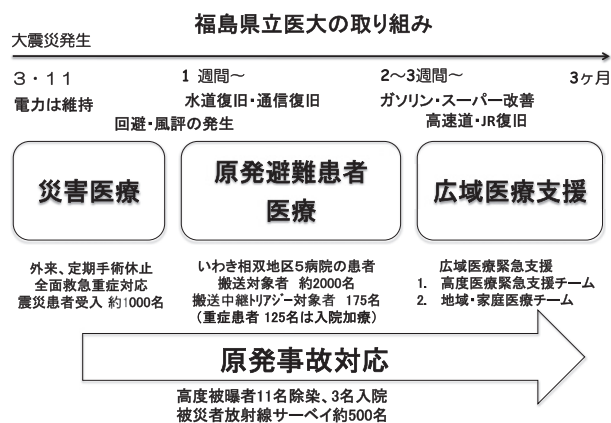 福島県立医大の取り組み
大震災発生
3・11
1 週間～
2～3週間～
3ヶ月
電力は維持
水道復旧・通信復旧
ガソリン・スーパー改善
回避・風評の発生
高速道・JR復旧
災害医療
原発避難患者
医療
広域医療支援
外来、定期手術休止
全面救急重症対応
震災患者受入 約1000名
いわき相双地区5病院の患者
搬送対象者 約2000名
搬送中継トリアジー対象者 175名
(重症患者 125名は入院加療)
広域医療緊急支援
1. 高度医療緊急支援チーム
2. 地域・家庭医療チーム
原発事故対応
高度被曝者11名除染、3名入院
被災者放射線サーベイ約500名